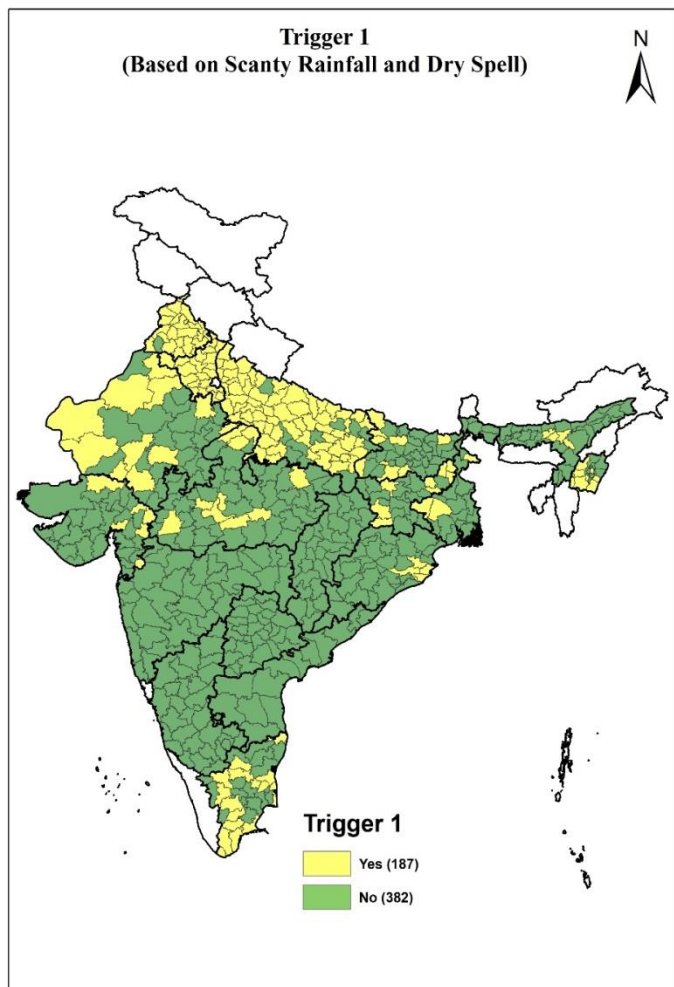 Trigger 1
(Based on Scanty Rainfall and Dry Spell)
N
Trigger 1
Yes (187)
No (382)